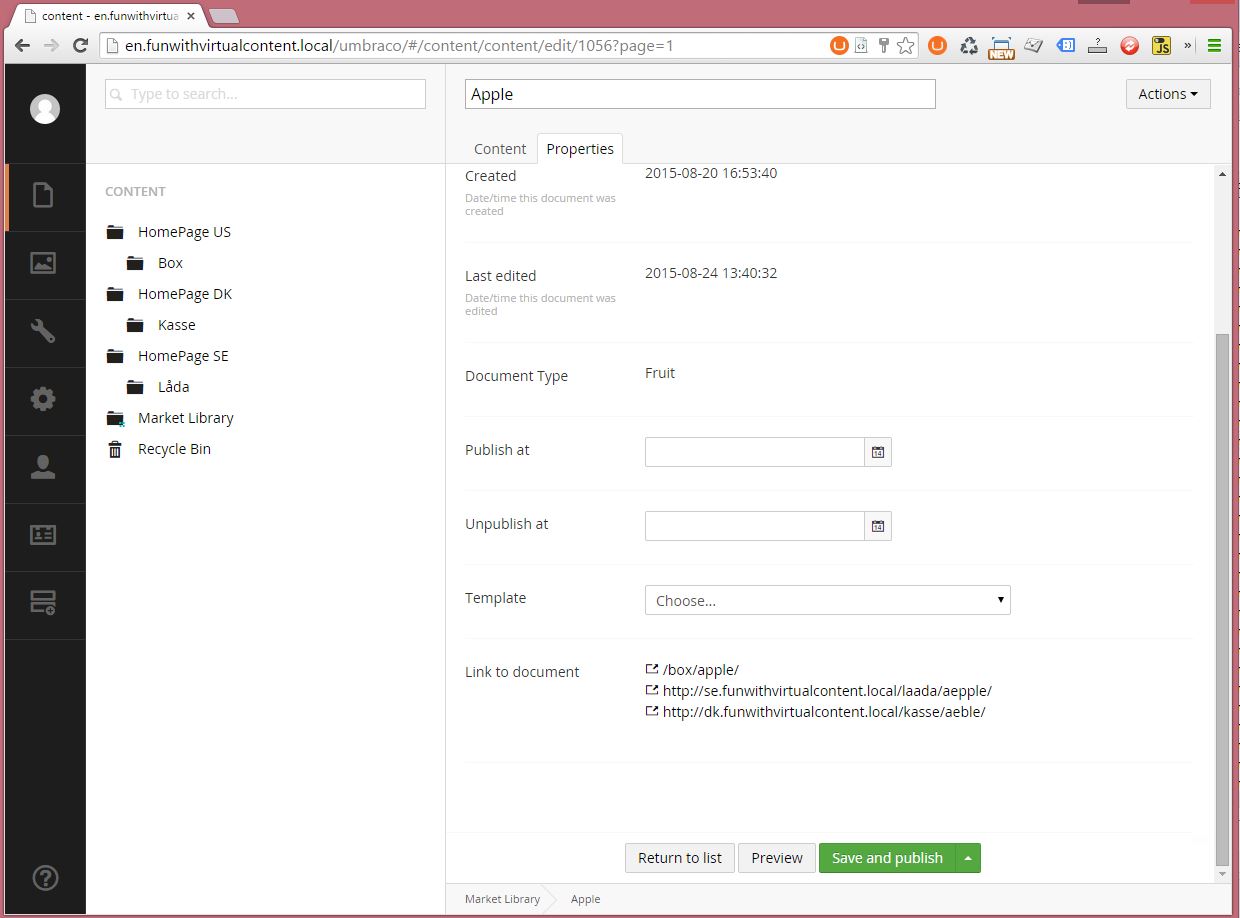 content - en.funwithvirtua
en.funwithvirtualcontent.local/umbraco/#/content/content/edit/1056?page=1
NEW
?
JS
»
Type to search...
Apple
Actions
Content
Properties
CONTENT
HomePage US
Box
HomePage DK
Kasse
HomePage SE
Låda
Market Library
Recycle Bin
Created
2015-08-20 16:53:40
Date/time this document was
created
Last edited
2015-08-24 13:40:32
Date/time this document was
edited
Document Type
Fruit
Publish at
14
Unpublish at
14
Template
Choose...
Link to document
/box/apple/
http://se.funwithvirtualcontent.local/laada/aepple/
http://dk.funwithvirtualcontent.local/kasse/aeble/
Return to list
Preview
Save and publish
?
Market Library
Apple